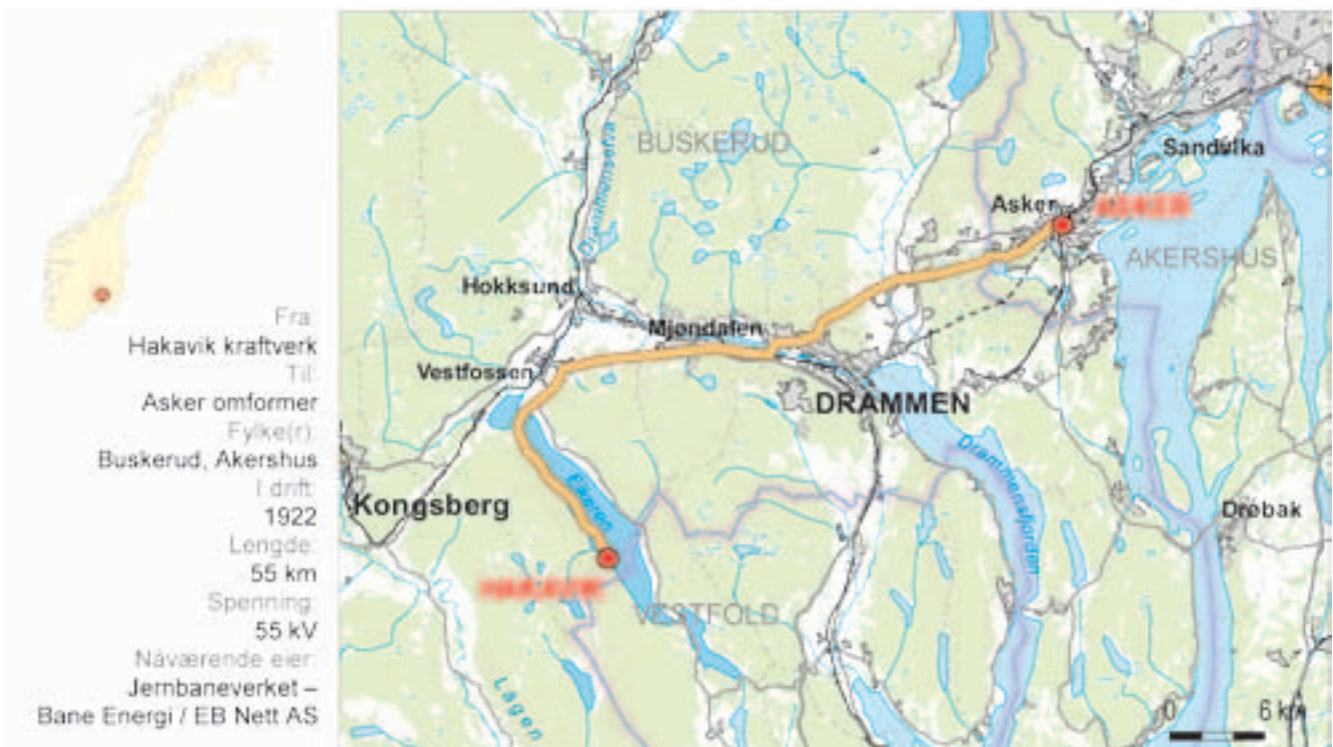 Fra:
Hakavik kraftverk
Til:
Asker omformer
Fylke(r):
Buskerud, Akershus
I drift:
1922
Lengde:
55 km
Spenning:
55 kV
Nåværende eier:
Jernbaneverket –
Bane Energi / EB Nett AS
BUSKERUD
Drammenselva
Sandvika
Asker
ASKER
AKERSHUS
Hokksund
Mjøndalen
Vestfossen
DRAMMEN
Drammensfjorden
Eikeren
Kongsberg
Drøbak
HAKAVIK
VESTFOLD
Lågen
0 6 km